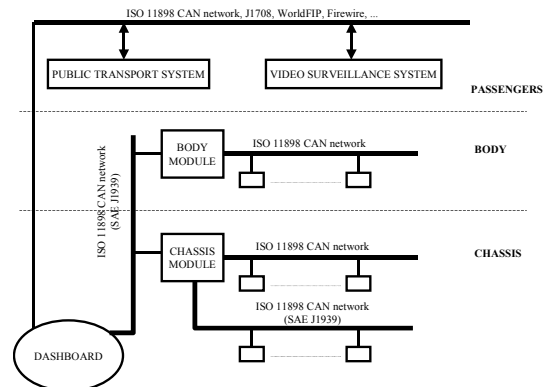 ISO 11898 CAN network, J1708, WorldFIP, Firewire, ...
PUBLIC TRANSPORT SYSTEM
VIDEO SURVEILLANCE SYSTEM
PASSENGERS
ISO 11898 CAN network
(SAE J1939)
BODY
MODULE
ISO 11898 CAN network
BODY
CHASSIS
MODULE
ISO 11898 CAN network
CHASSIS
ISO 11898 CAN network
(SAE J1939)
DASHBOARD